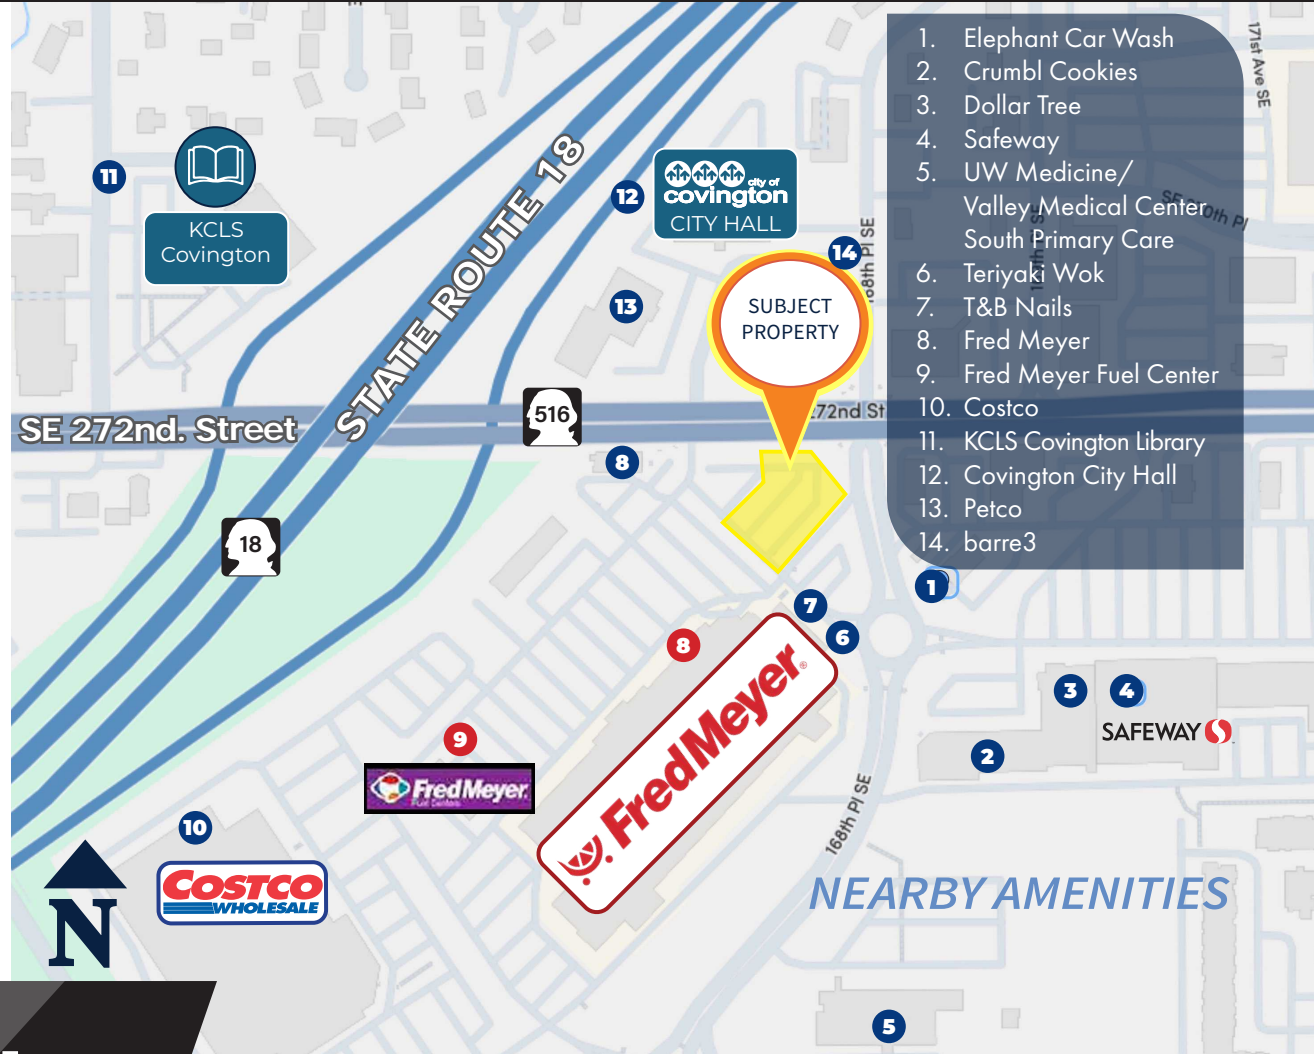 1. Elephant Car Wash
2. Crumbl Cookies
3. Dollar Tree
4. Safeway
5. UW Medicine/
Valley Medical Center
South Primary Care
6. Teriyaki Wok
7. T&B Nails
8. Fred Meyer
9. Fred Meyer Fuel Center
10. Costco
11. KCLS Covington Library
12. Covington City Hall
13. Petco
14. barre3
171st Ave SE
11
KCLS
Covington
STATE ROUTE 18
12
city of
covington
CITY HALL
14
168th Pl SE
13
SUBJECT
PROPERTY
SE 272nd. Street
516
272nd St
8
18
1
7
6
8
FredMeyer
®
3
4
SAFEWAY
2
9
FredMeyer
Fuel Centers
10
COSTCO
WHOLESALE
168th Pl SE
NEARBY AMENITIES
N
5